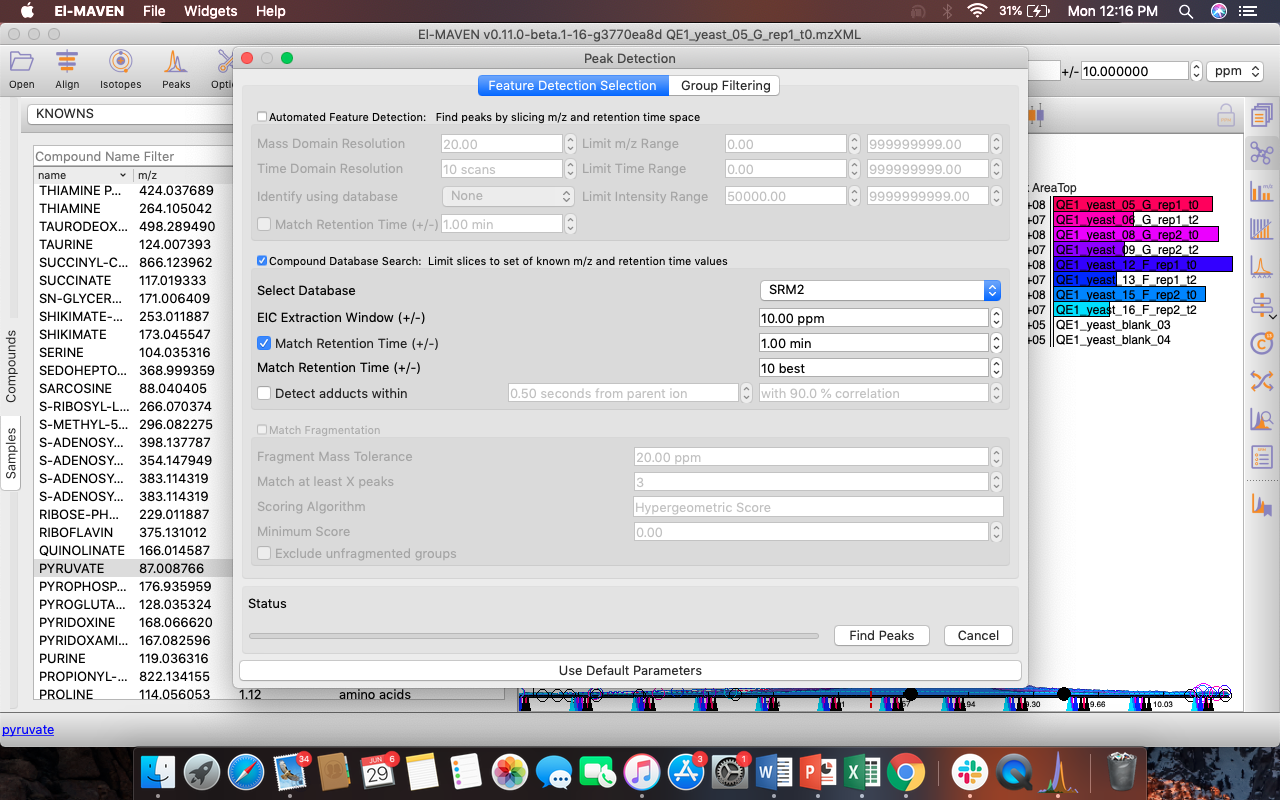 El-MAVEN File Widgets Help 31% Mon 12:16 PM
El-MAVEN v0.11.0-beta.1-16-g3770ea8d QE1_yeast_05_G_rep1_t0.mzXML
Open Align Isotopes Peaks +/- 10.000000 ppm
Peak Detection
Feature Detection Selection Group Filtering
KNOWNS
Automated Feature Detection: Find peaks by slicing m/z and retention time space
Mass Domain Resolution 20.00 Limit m/z Range 0.00 999999999.00
Time Domain Resolution 10 scans Limit Time Range 0.00 999999999.00
Identify using database None Limit Intensity Range 50000.00 9999999999.00
Match Retention Time (+/-) 1.00 min
Compound Database Search: Limit slices to set of known m/z and retention time values
Select Database SRM2
EIC Extraction Window (+/-) 10.00 ppm
Match Retention Time (+/-) 1.00 min
Match Retention Time (+/-) 10 best
Detect adducts within 0.50 seconds from parent ion with 90.0 % correlation
Match Fragmentation
Fragment Mass Tolerance 20.00 ppm
Match at least X peaks 3
Scoring Algorithm Hypergeometric Score
Minimum Score 0.00
Exclude unfragmented groups
Status
Find Peaks Cancel
Use Default Parameters
Compounds
Samples
Compound Name Filter
name m/z
THIAMINE P... 424.037689
THIAMINE 264.105042
TAURODEOX... 498.289490
TAURINE 124.007393
SUCCINYL-C... 866.123962
SUCCINATE 117.019333
SN-GLYCER... 171.006409
SHIKIMATE-... 253.011887
SHIKIMATE 173.045547
SERINE 104.035316
SEDOHEPTO... 368.999359
SARCOSINE 88.040405
S-RIBOSYL-L... 266.070374
S-METHYL-5... 296.082275
S-ADENOSY... 398.137787
S-ADENOSY... 354.147949
S-ADENOSY... 383.114319
S-ADENOSY... 383.114319
RIBOSE-PH... 229.011887
RIBOFLAVIN 375.131012
QUINOLINATE 166.014587
PYRUVATE 87.008766
PYROPHOSP... 176.935959
PYROGLUTA... 128.035324
PYRIDOXINE 168.066620
PYRIDOXAMI... 167.082596
PURINE 119.036316
PROPIONYL-... 822.134155
PROLINE 114.056053 1.12 amino acids
AreaTop
+08 QE1_yeast_05_G_rep1_t0
+07 QE1_yeast_06_G_rep1_t2
+08 QE1_yeast_08_G_rep2_t0
+07 QE1_yeast_09_G_rep2_t2
+08 QE1_yeast_12_F_rep1_t0
+07 QE1_yeast_13_F_rep1_t2
+08 QE1_yeast_15_F_rep2_t0
+07 QE1_yeast_16_F_rep2_t2
+05 QE1_yeast_blank_03
+05 QE1_yeast_blank_04
9.30 9.66 10.03
pyruvate
34 JUN 29 6 3 1